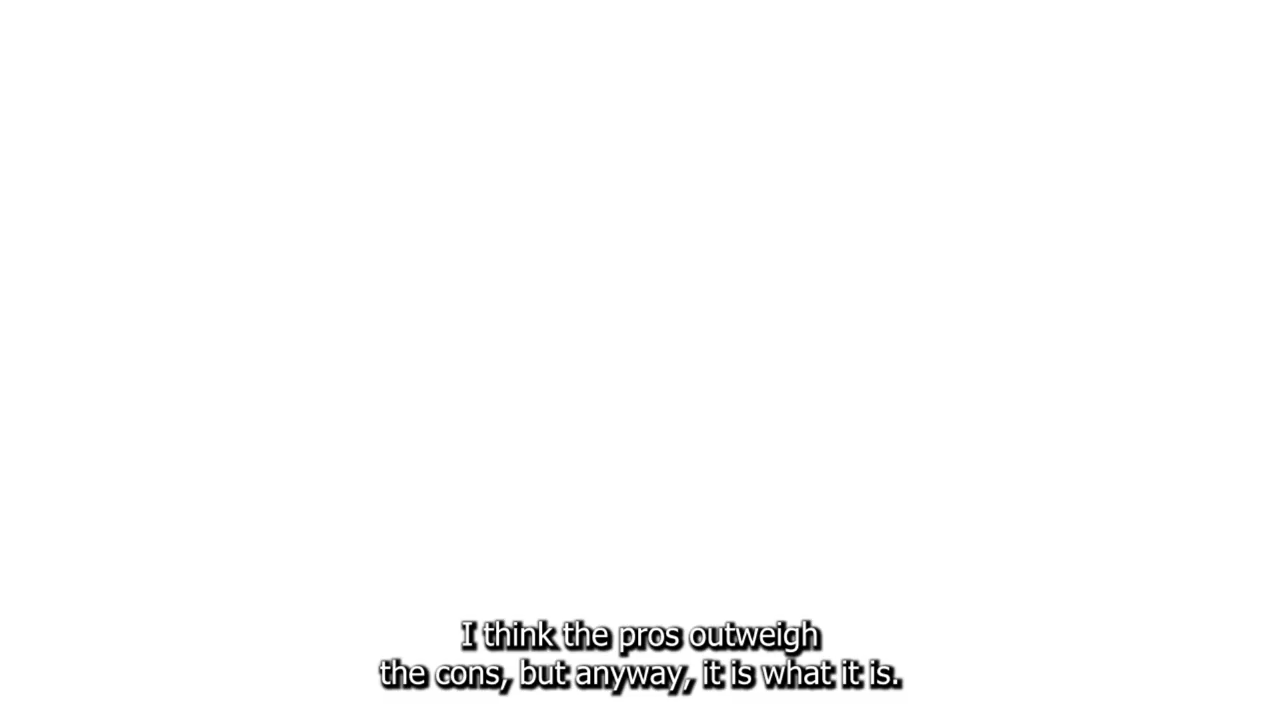 I think the pros outweigh
the cons, but anyway, it is what it is.